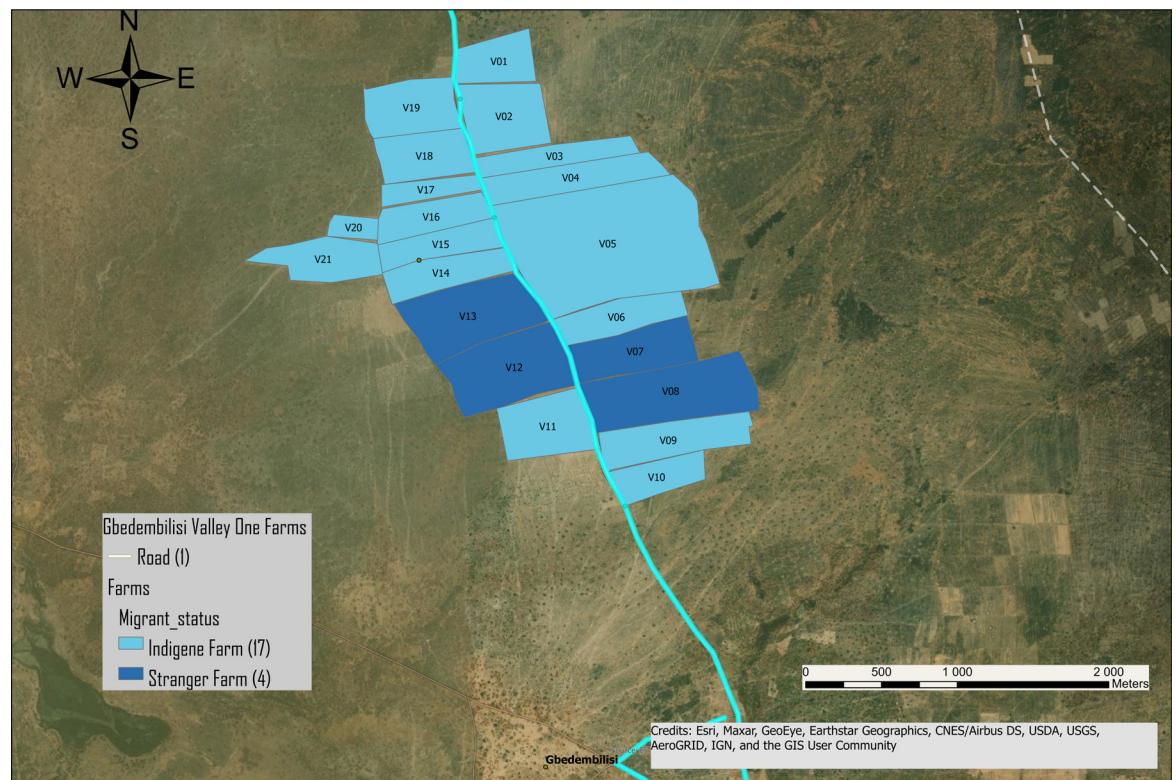 N
W E
S
V01
V19
V02
V03
V18
V04
V17
V16
V20
V15
V05
V21
V14
V13
V06
V07
V12
V08
V11
V09
V10
Gbedembilisi Valley One Farms
Road (1)
Farms
Migrant_status
Indigene Farm (17)
Stranger Farm (4)
0 500 1 000 2 000
Meters
Credits: Esri, Maxar, GeoEye, Earthstar Geographics, CNES/Airbus DS, USDA, USGS,
AeroGRID, IGN, and the GIS User Community
Gbedembilisi